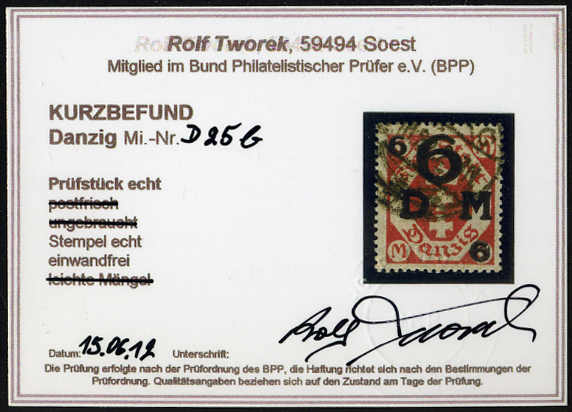 Rolf Tworek, 59494 Soest
Mitglied im Bund Philatelistischer Prüfer e.V. (BPP)
KURZBEFUND
Danzig Mi.-Nr. D 25 G
Prüfstück echt
postfrisch
ungebraucht
Stempel echt
einwandfrei
leichte Mängel
6 6
D M
6
M Danzig
Rolf Tworek
Datum: 15.06.12 Unterschrift:
Die Prüfung erfolgte nach der Prüfordnung des BPP, die Haftung richtet sich nach den Bestimmungen der
Prüfordnung. Qualitätsangaben beziehen sich auf den Zustand am Tage der Prüfung.